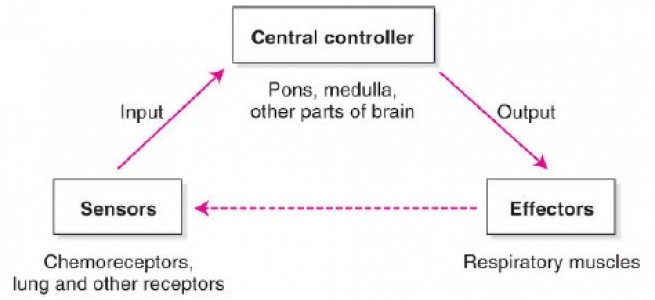 Central controller
Pons, medulla,
other parts of brain
Input
Output
Sensors
Effectors
Chemoreceptors,
lung and other receptors
Respiratory muscles